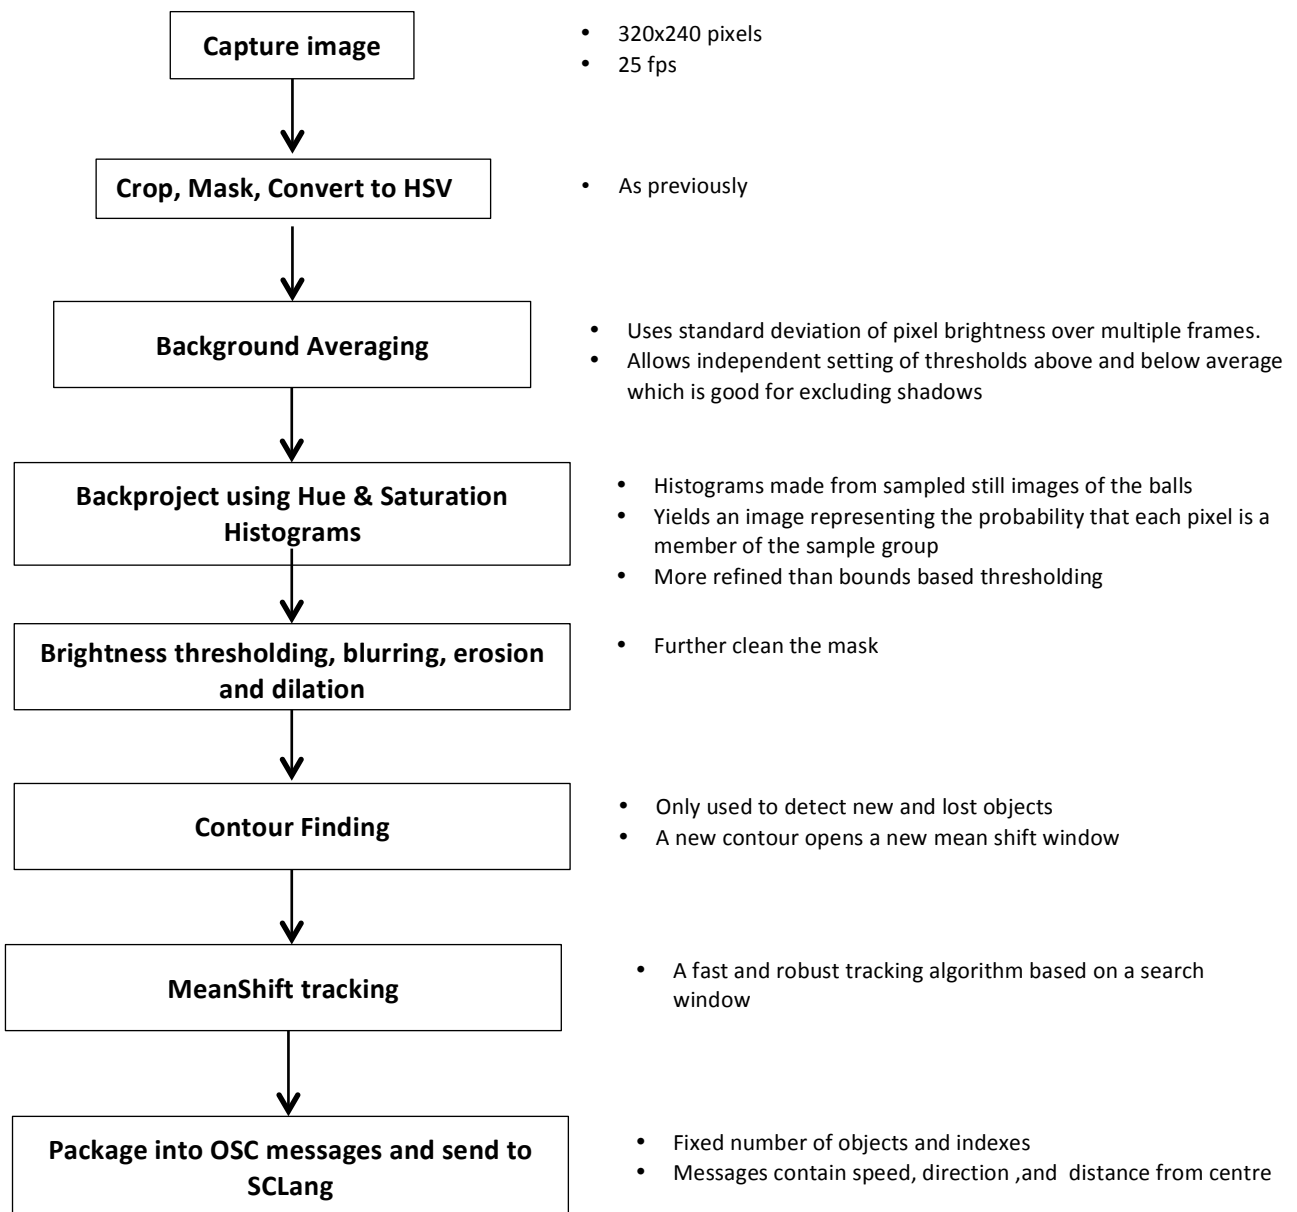 Capture image
• 320x240 pixels
• 25 fps
Crop, Mask, Convert to HSV
• As previously
Background Averaging
• Uses standard deviation of pixel brightness over multiple frames.
• Allows independent setting of thresholds above and below average
which is good for excluding shadows
Backproject using Hue & Saturation
Histograms
• Histograms made from sampled still images of the balls
• Yields an image representing the probability that each pixel is a
member of the sample group
• More refined than bounds based thresholding
Brightness thresholding, blurring, erosion
and dilation
• Further clean the mask
Contour Finding
• Only used to detect new and lost objects
• A new contour opens a new mean shift window
MeanShift tracking
• A fast and robust tracking algorithm based on a search
window
Package into OSC messages and send to
SCLang
• Fixed number of objects and indexes
• Messages contain speed, direction ,and distance from centre